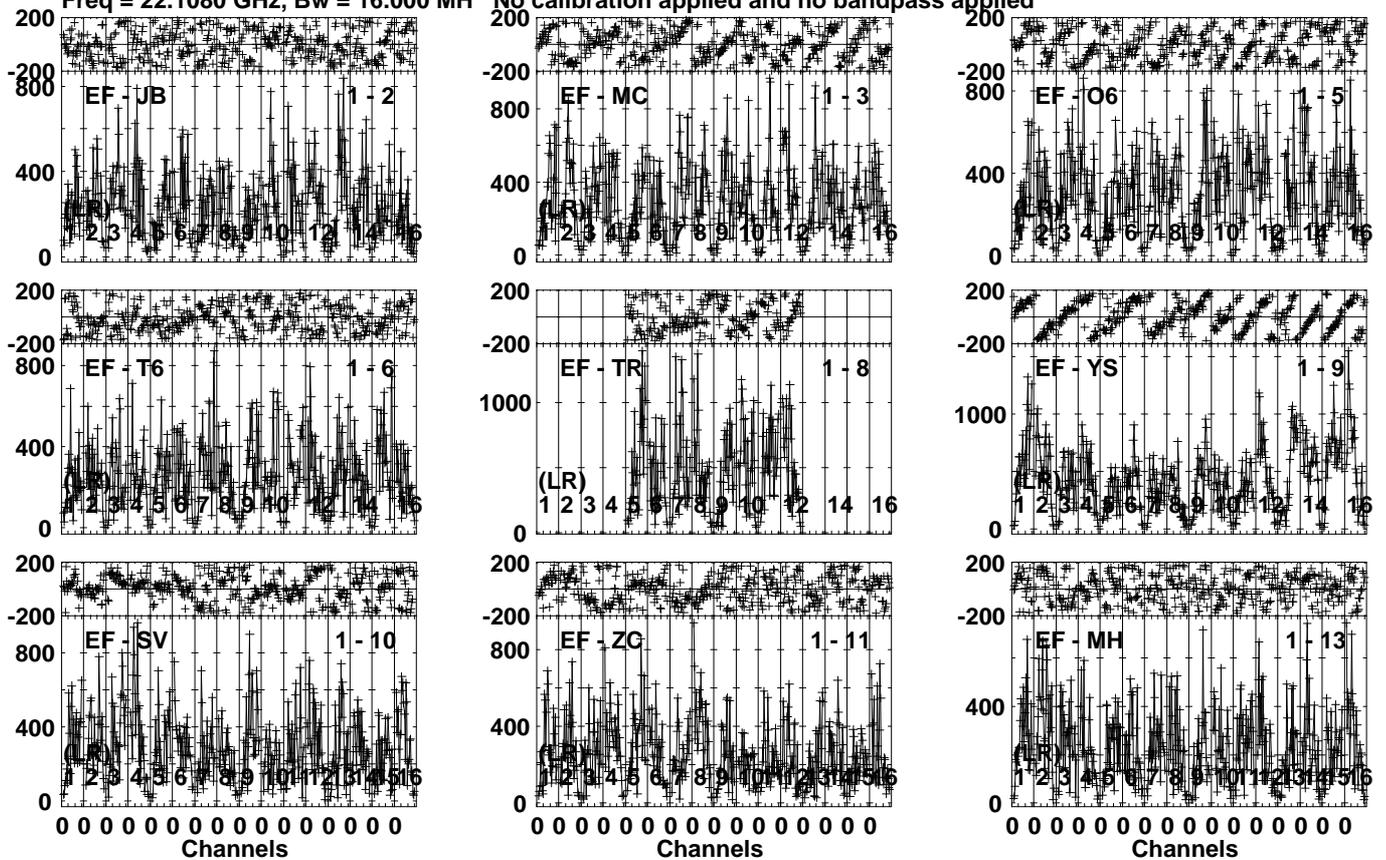 Freq = 22.1080 GHz, Bw = 16.000 MH No calibration applied and no bandpass applied
200 200 200
-200 -200 -200
800 EF - JB 1 - 2 800 EF - MC 1 - 3 800 EF - O6 1 - 5
400 400 400
(LR) (LR) (LR)
1 2 3 4 5 6 7 8 9 10 12 14 16 1 2 3 4 5 6 7 8 9 10 12 14 16 1 2 3 4 5 6 7 8 9 10 12 14 16
0 0 0
200 200 200
-200 -200 -200
800 EF - T6 1 - 6 EF - TR 1 - 8 EF - YS 1 - 9
1000 1000
400
(LR) (LR) (LR)
1 2 3 4 5 6 7 8 9 10 12 14 16 1 2 3 4 5 6 7 8 9 10 12 14 16 1 2 3 4 5 6 7 8 9 10 12 14 16
0 0 0
200 200 200
-200 -200 -200
800 EF - SV 1 - 10 800 EF - ZC 1 - 11 EF - MH 1 - 13
400 400 400
(LR) (LR) (LR)
1 2 3 4 5 6 7 8 9 10 11 12 13 14 15 16 1 2 3 4 5 6 7 8 9 10 11 12 13 14 15 16 1 2 3 4 5 6 7 8 9 10 11 12 13 14 15 16
0 0 0
0 0 0 0 0 0 0 0 0 0 0 0 0 0 0 0 0 0 0 0 0 0 0 0 0 0 0 0 0 0 0 0 0 0 0 0 0 0 0 0 0 0 0 0 0 0 0 0
Channels Channels Channels